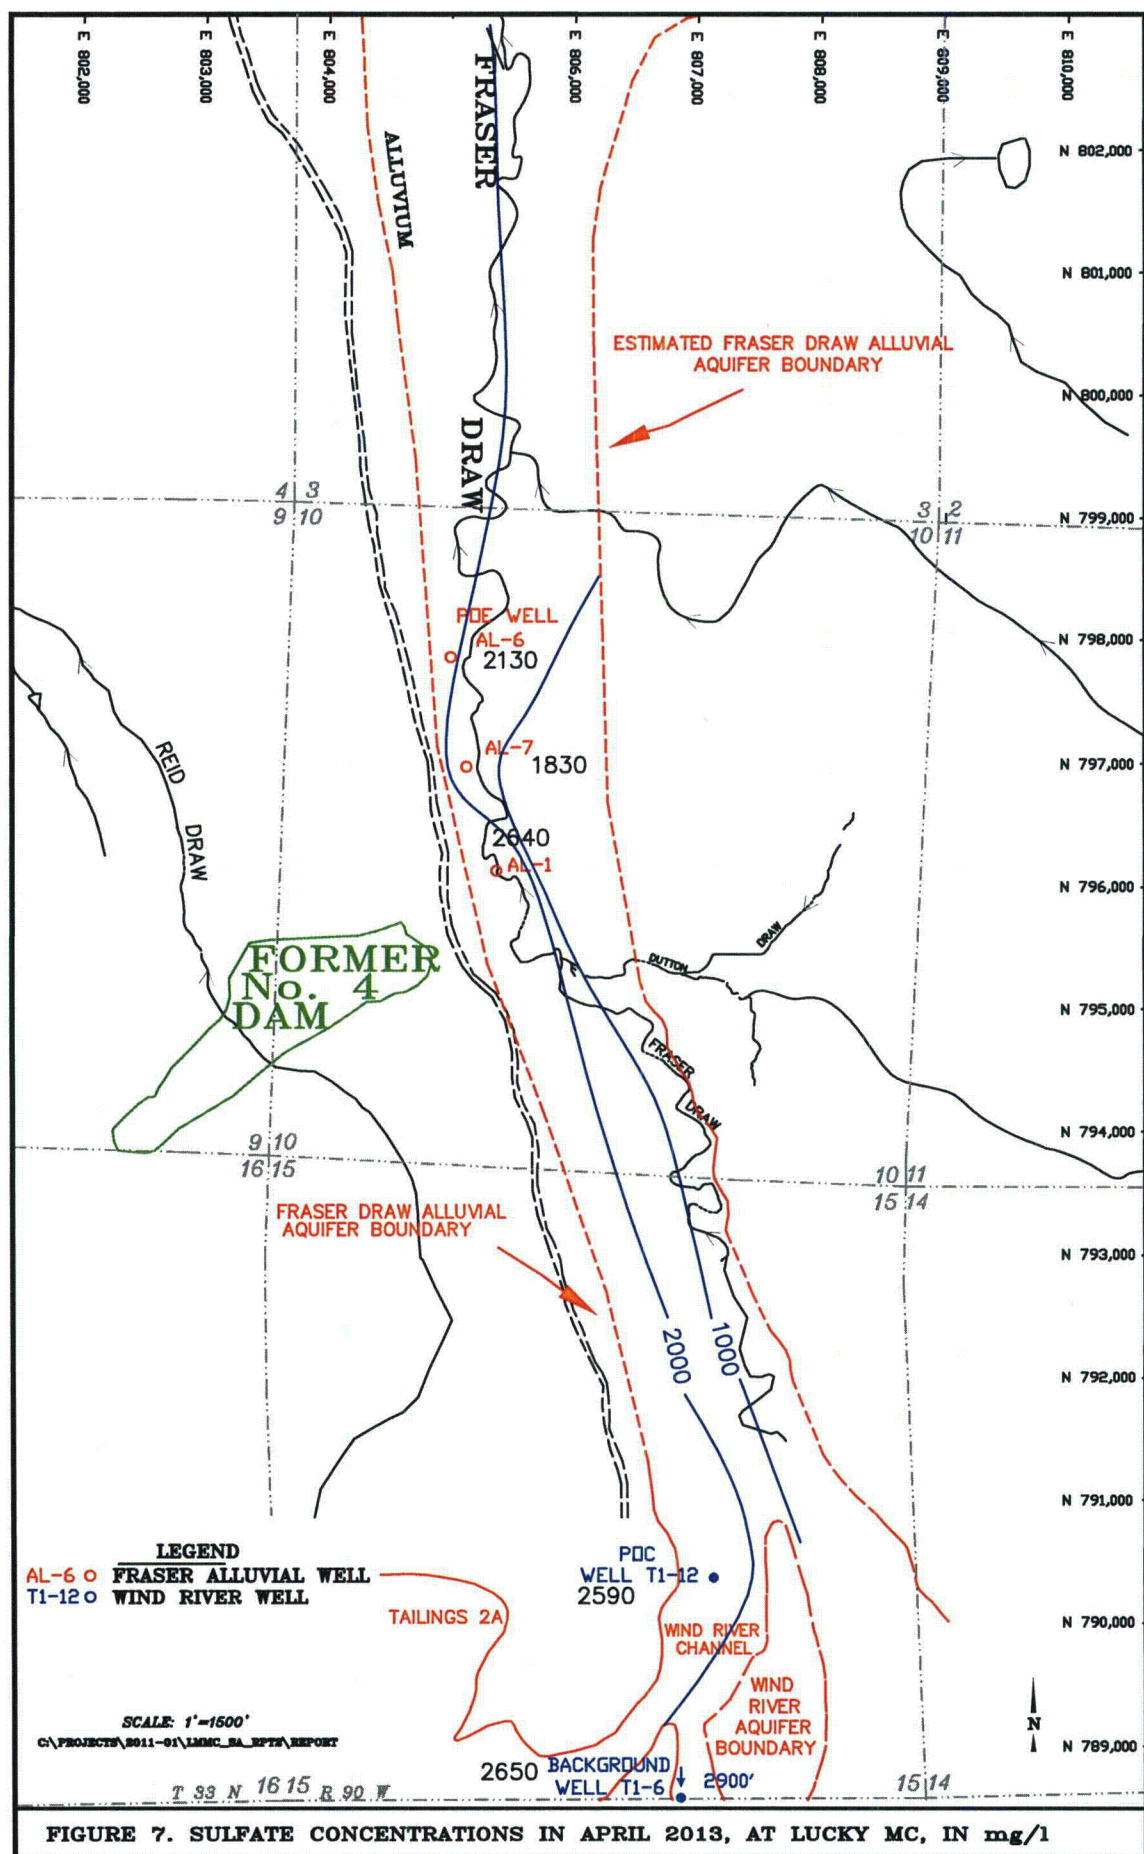 E 802,000
E 803,000
E 804,000
E 806,000
E 807,000
E 808,000
E 809,000
E 810,000
N 802,000
N 801,000
N 800,000
N 799,000
N 798,000
N 797,000
N 796,000
N 795,000
N 794,000
N 793,000
N 792,000
N 791,000
N 790,000
N 789,000
FRASER
DRAW
ALLUVIUM
ESTIMATED FRASER DRAW ALLUVIAL
AQUIFER BOUNDARY
4 3
9 10
3 2
10 11
POE WELL
AL-6
2130
AL-7
1830
2640
AL-1
REID
DRAW
DUTTON
DRAW
FORMER
No. 4
DAM
FRASER
DRAW
9 10
16 15
10 11
15 14
FRASER DRAW ALLUVIAL
AQUIFER BOUNDARY
2000
1000
LEGEND
AL-6 FRASER ALLUVIAL WELL
T1-12 WIND RIVER WELL
TAILINGS 2A
POC
WELL T1-12
2590
WIND RIVER
CHANNEL
WIND
RIVER
AQUIFER
BOUNDARY
SCALE: 1"=1500'
C:\PROJECTS\2011-01\LMMC_SA_RPTS\REPORT
N
2650
BACKGROUND
WELL T1-6
2900'
T 33 N 16 15 R 90 W
15 14
FIGURE 7. SULFATE CONCENTRATIONS IN APRIL 2013, AT LUCKY MC, IN mg/l